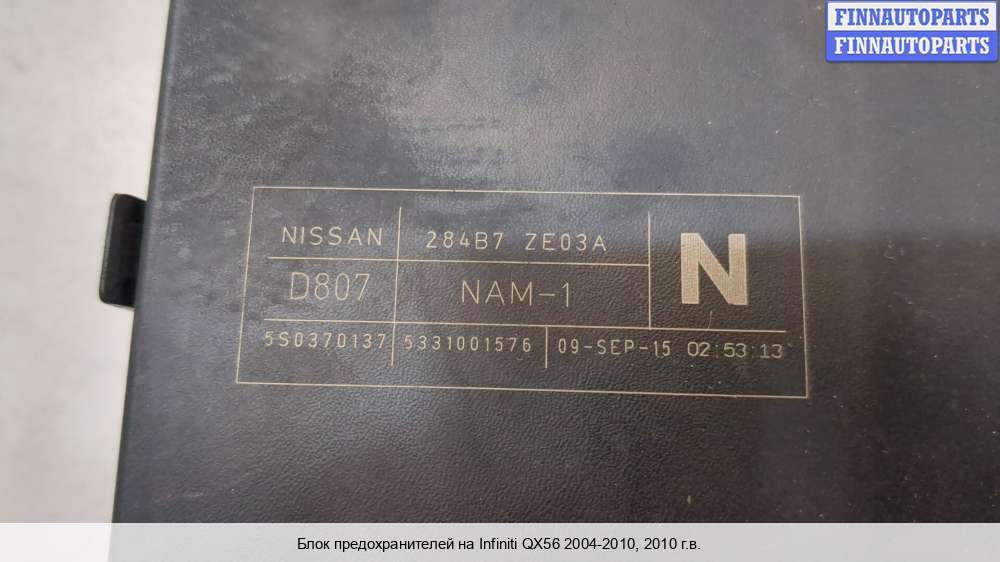 FINNAUTOPARTS
FINNAUTOPARTS
NISSAN 284B7 ZE03A N
D807 NAM-1
5S0370137 5331001576 09-SEP-15 02:53:13
Блок предохранителей на Infiniti QX56 2004-2010, 2010 г.в.